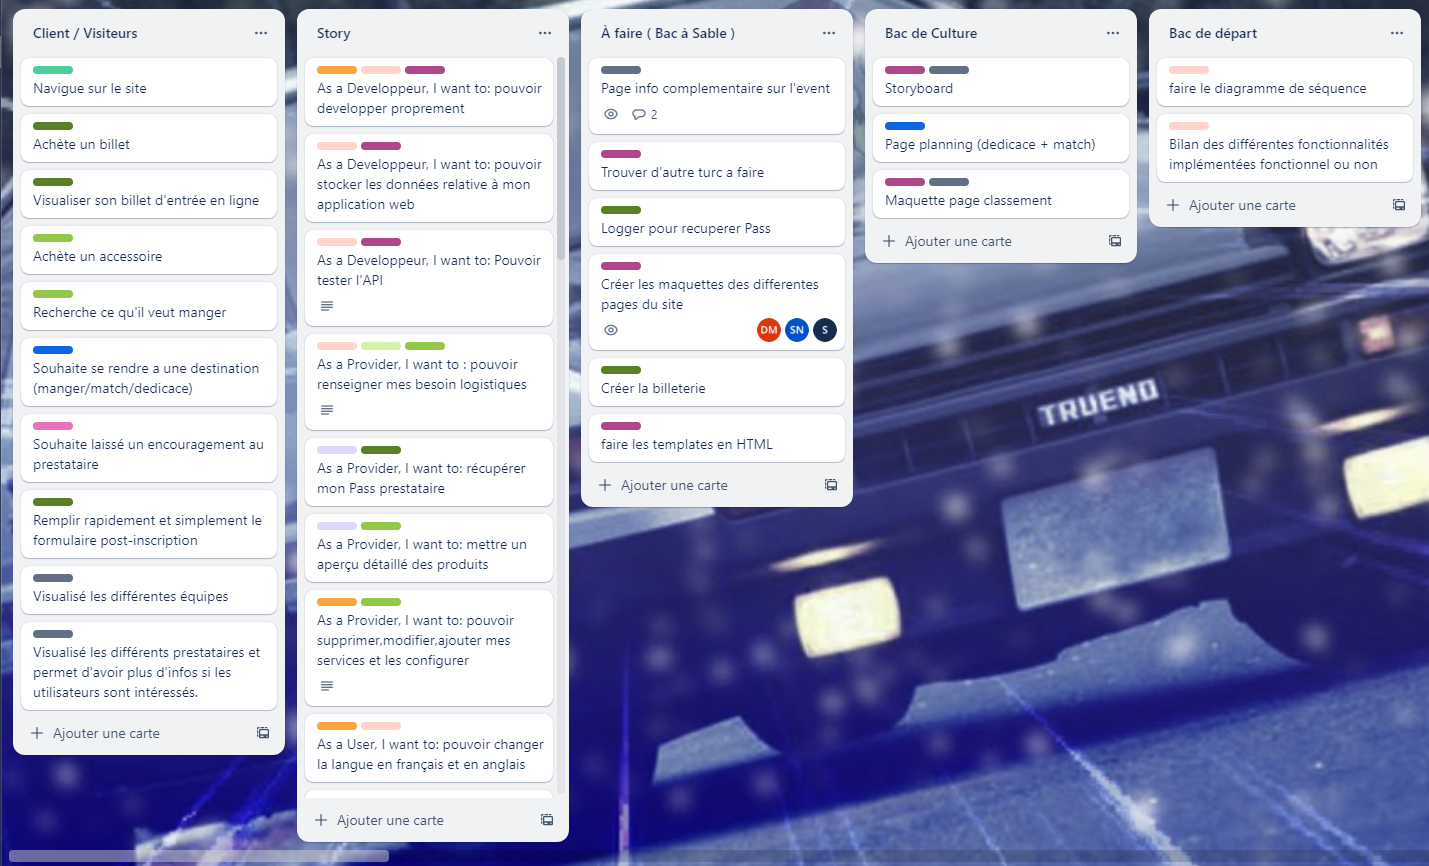 Client / Visiteurs
Navigue sur le site
Achète un billet
Visualiser son billet d'entrée en ligne
Achète un accessoire
Recherche ce qu'il veut manger
Souhaite se rendre a une destination
(manger/match/dedicace)
Souhaite laissé un encouragement au
prestataire
Remplir rapidement et simplement le
formulaire post-inscription
Visualisé les différentes équipes
Visualisé les différents prestataires et
permet d'avoir plus d'infos si les
utilisateurs sont intéressés.
Ajouter une carte
Story
As a Developpeur, I want to: pouvoir
developper proprement
As a Developpeur, I want to: pouvoir
stocker les données relative à mon
application web
As a Developpeur, I want to: Pouvoir
tester l'API
As a Provider, I want to : pouvoir
renseigner mes besoin logistiques
As a Provider, I want to: récupérer
mon Pass prestataire
As a Provider, I want to: mettre un
aperçu détaillé des produits
As a Provider, I want to: pouvoir
supprimer,modifier,ajouter mes
services et les configurer
As a User, I want to: pouvoir changer
la langue en français et en anglais
Ajouter une carte
À faire ( Bac à Sable )
Page info complementaire sur l'event
2
Trouver d'autre turc a faire
Logger pour recuperer Pass
Créer les maquettes des differentes
pages du site
DM SN S
Créer la billeterie
faire les templates en HTML
Ajouter une carte
Bac de Culture
Storyboard
Page planning (dedicace + match)
Maquette page classement
Ajouter une carte
Bac de départ
faire le diagramme de séquence
Bilan des différentes fonctionnalités
implémentées fonctionnel ou non
Ajouter une carte
TRUENO